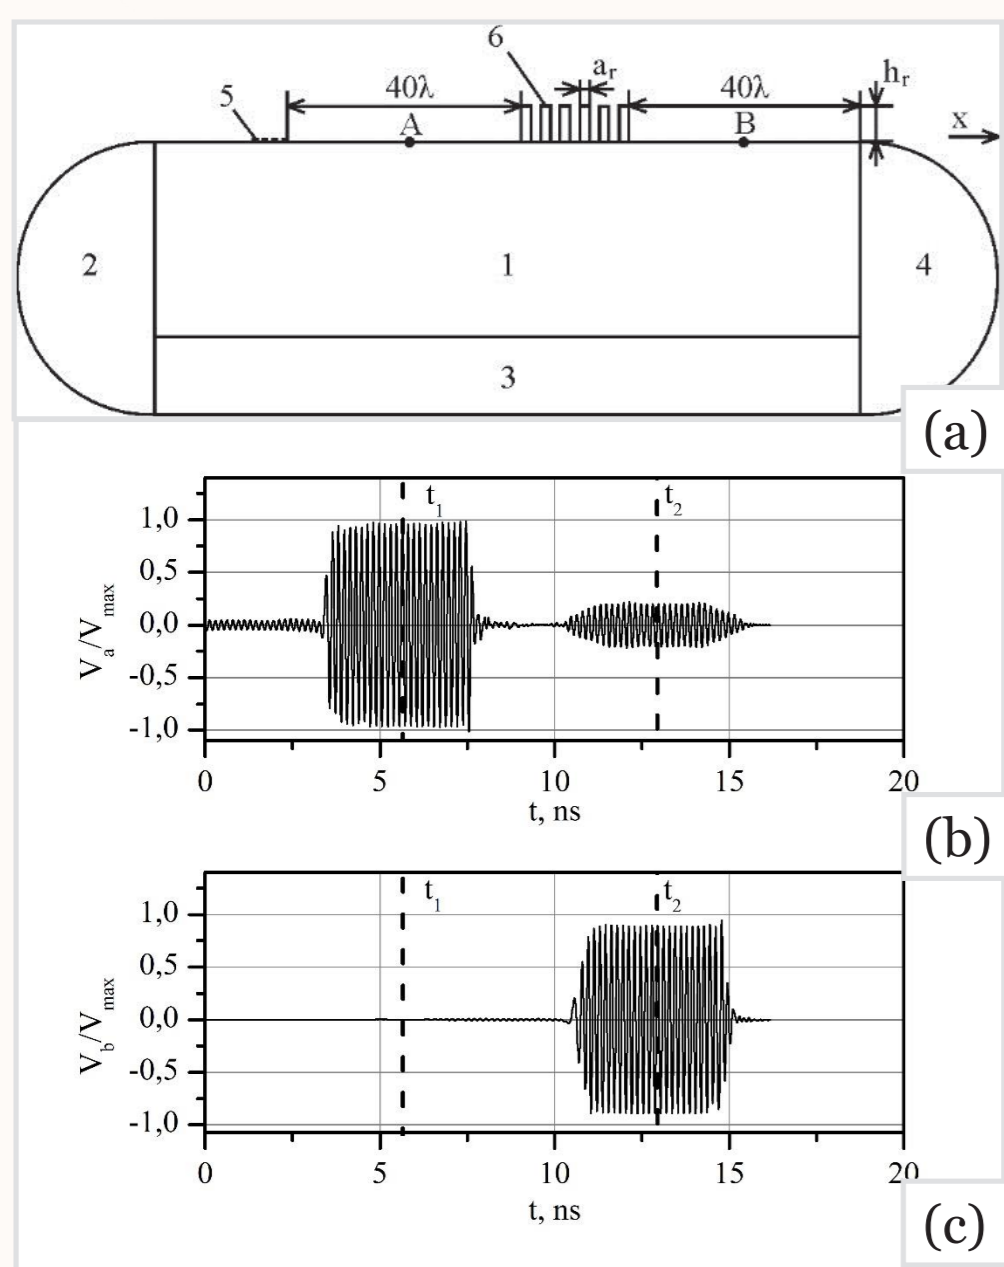 6
a_r
h_r
5
40λ
40λ
A
B
x
2
1
4
3
(a)
t_1
t_2
1,0
0,5
0,0
-0,5
-1,0
V_a/V_max
0 5 10 15 20
t, ns
(b)
t_1
t_2
1,0
0,5
0,0
-0,5
-1,0
V_b/V_max
0 5 10 15 20
t, ns
(c)